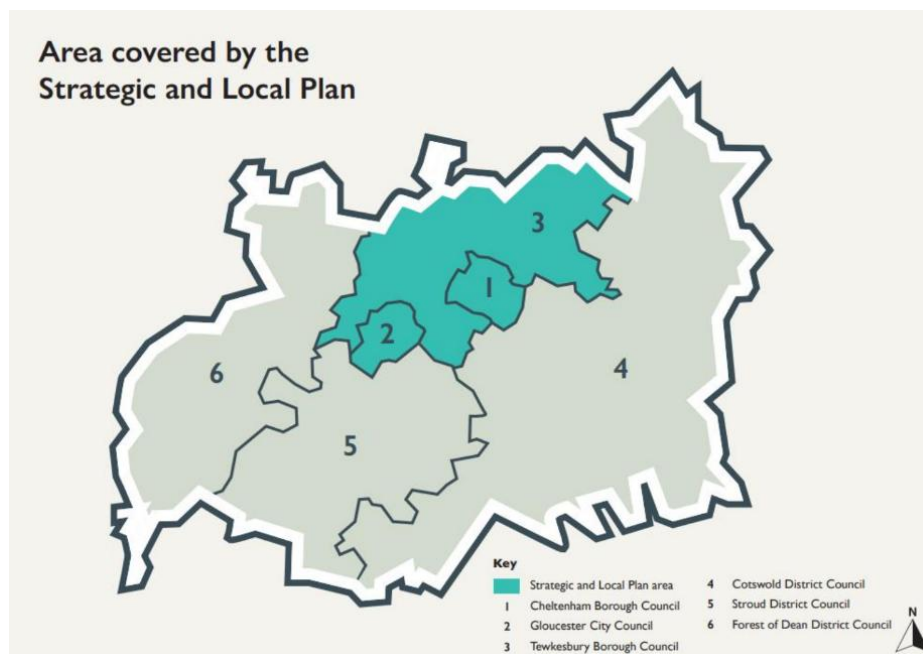 Area covered by the
Strategic and Local Plan
3
1
2
6
4
5
Key
Strategic and Local Plan area
1 Cheltenham Borough Council
2 Gloucester City Council
3 Tewkesbury Borough Council
4 Cotswold District Council
5 Stroud District Council
6 Forest of Dean District Council
N